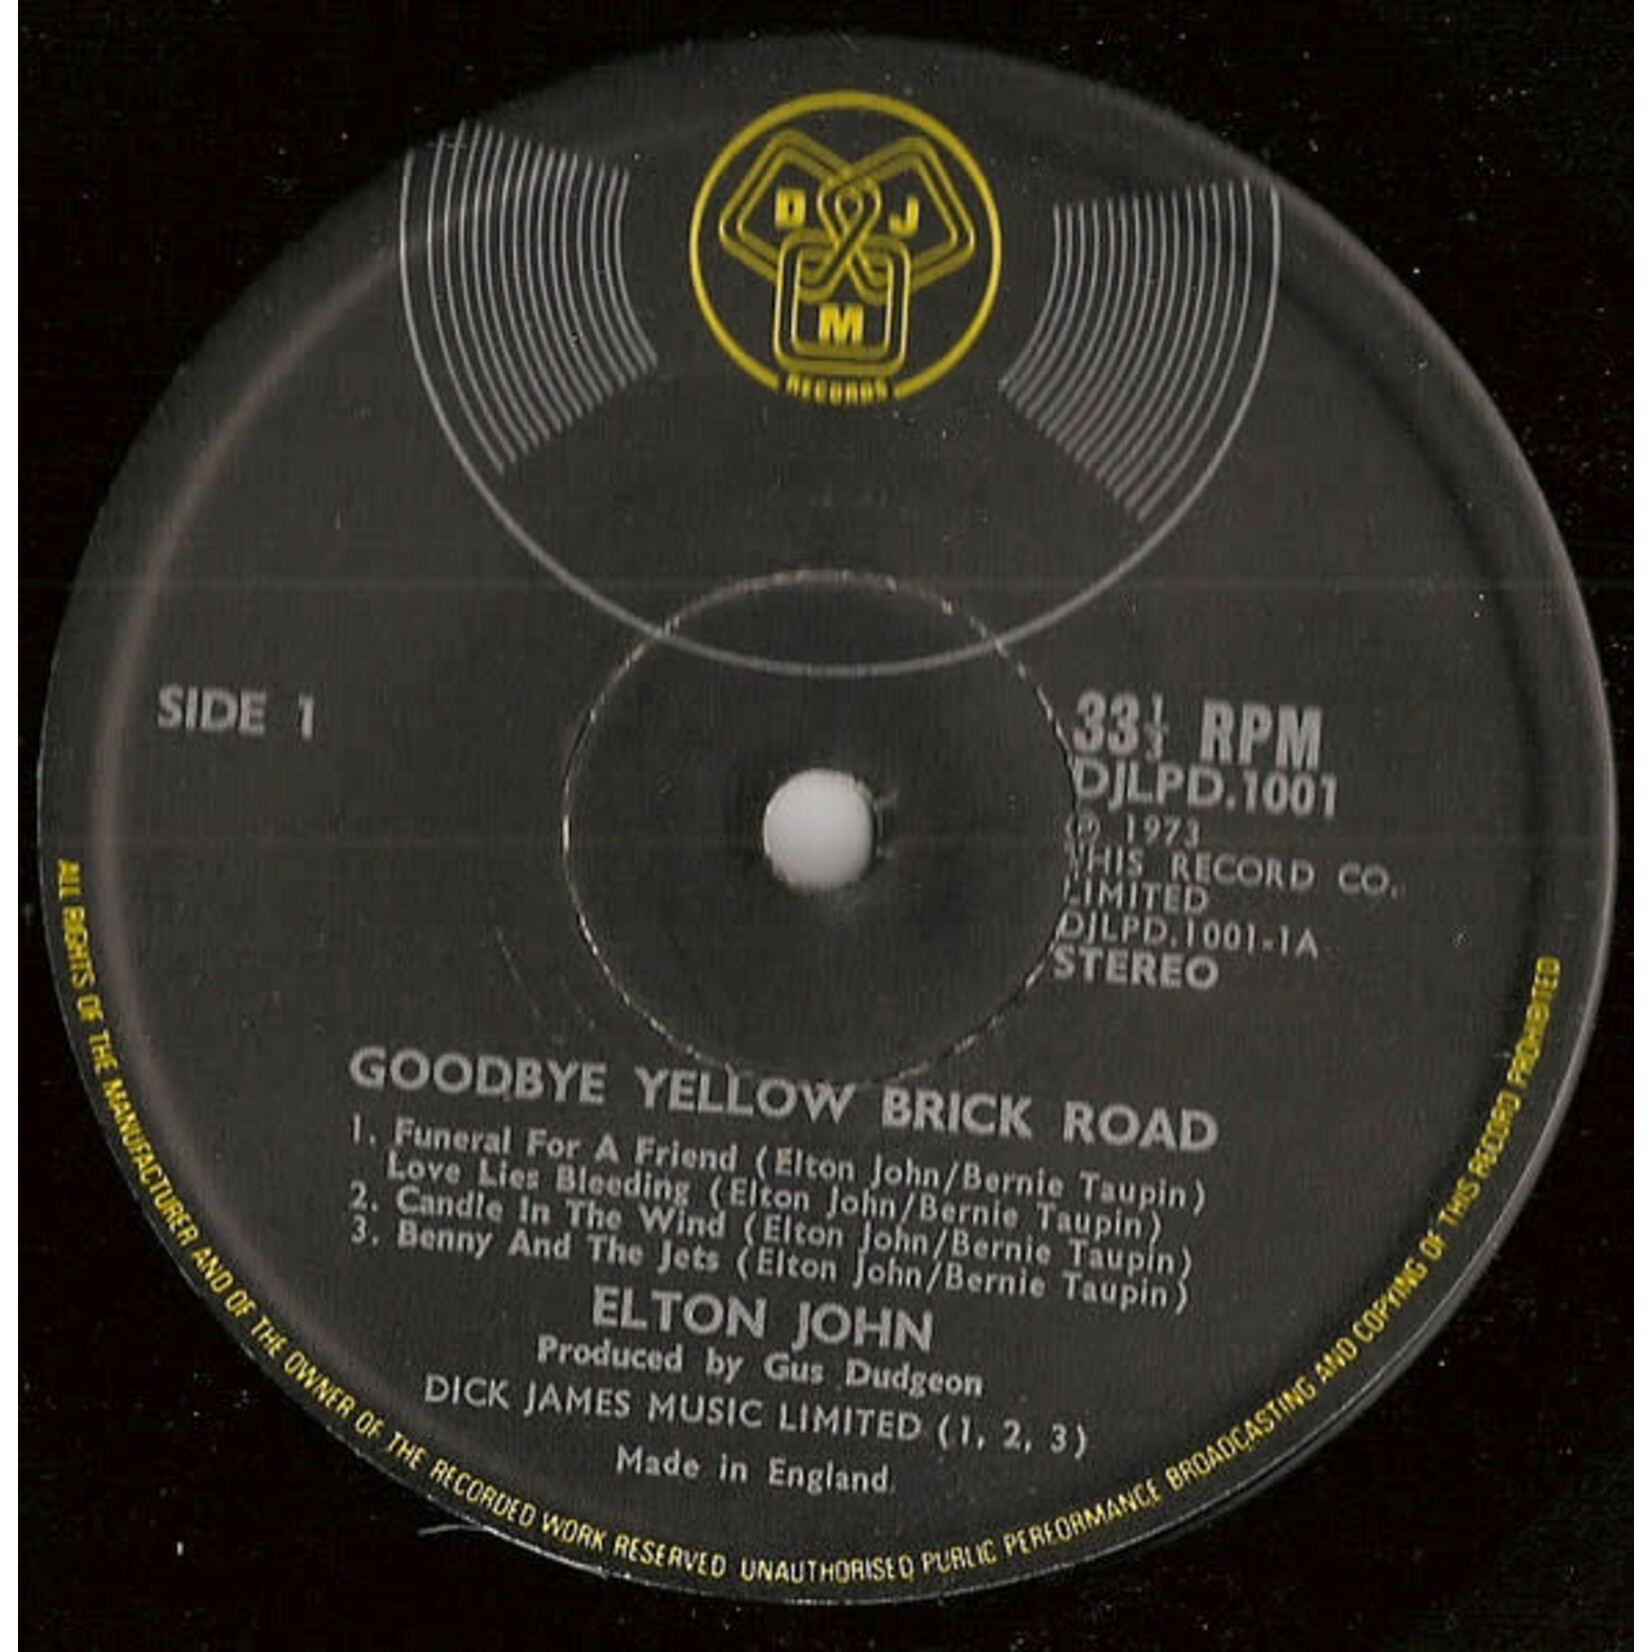 D J
M
RECORDS
SIDE 1
33⅓ RPM
DJLPD.1001
℗ 1973
THIS RECORD CO.
LIMITED
DJLPD.1001-1A
STEREO
GOODBYE YELLOW BRICK ROAD
1. Funeral For A Friend (Elton John/Bernie Taupin)
Love Lies Bleeding (Elton John/Bernie Taupin)
2. Candle In The Wind (Elton John/Bernie Taupin)
3. Benny And The Jets (Elton John/Bernie Taupin)
ELTON JOHN
Produced by Gus Dudgeon
DICK JAMES MUSIC LIMITED (1, 2, 3)
Made in England
ALL RIGHTS OF THE MANUFACTURER AND OF THE OWNER OF THE RECORDED WORK RESERVED UNAUTHORISED PUBLIC PERFORMANCE BROADCASTING AND COPYING OF THIS RECORD PROHIBITED